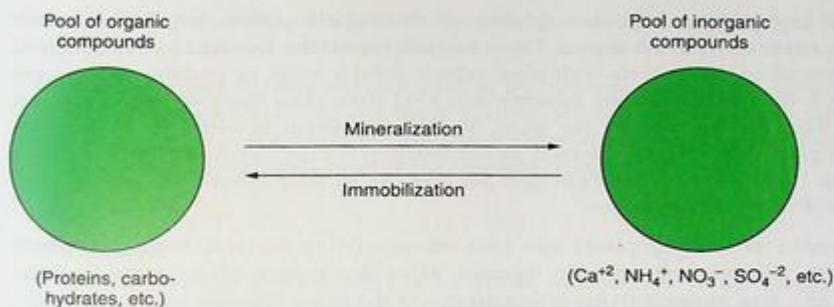 Pool of organic
compounds
Pool of inorganic
compounds
Mineralization
Immobilization
(Proteins, carbo-
hydrates, etc.)
(Ca⁺², NH₄⁺, NO₃⁻, SO₄⁻², etc.)